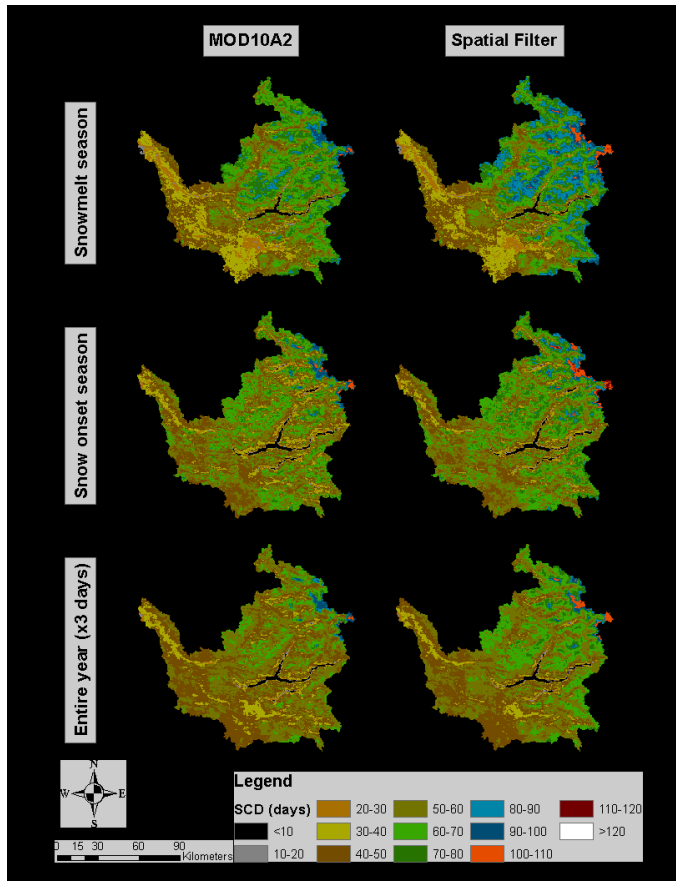 MOD10A2
Spatial Filter
Snowmelt season
Snow onset season
Entire year (x3 days)
N
W E
S
0 15 30 60 90
Kilometers
Legend
SCD (days)
<10
10-20
20-30
30-40
40-50
50-60
60-70
70-80
80-90
90-100
100-110
110-120
>120